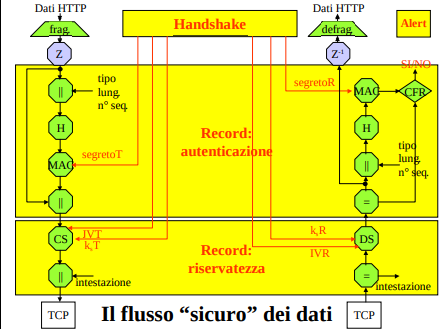 Dati HTTP
Handshake
Dati HTTP
Alert
frag.
defrag.
Z
Z-1
SI/NO
||
tipo
lung.
n° seq.
segretoR
MAC
CFR
H
Record:
autenticazione
H
MAC
segretoT
||
tipo
lung.
n° seq.
||
=
CS
IVT
k,T
k,R
IVR
DS
Record:
riservatezza
||
intestazione
=
intestazione
TCP
Il flusso “sicuro” dei dati
TCP